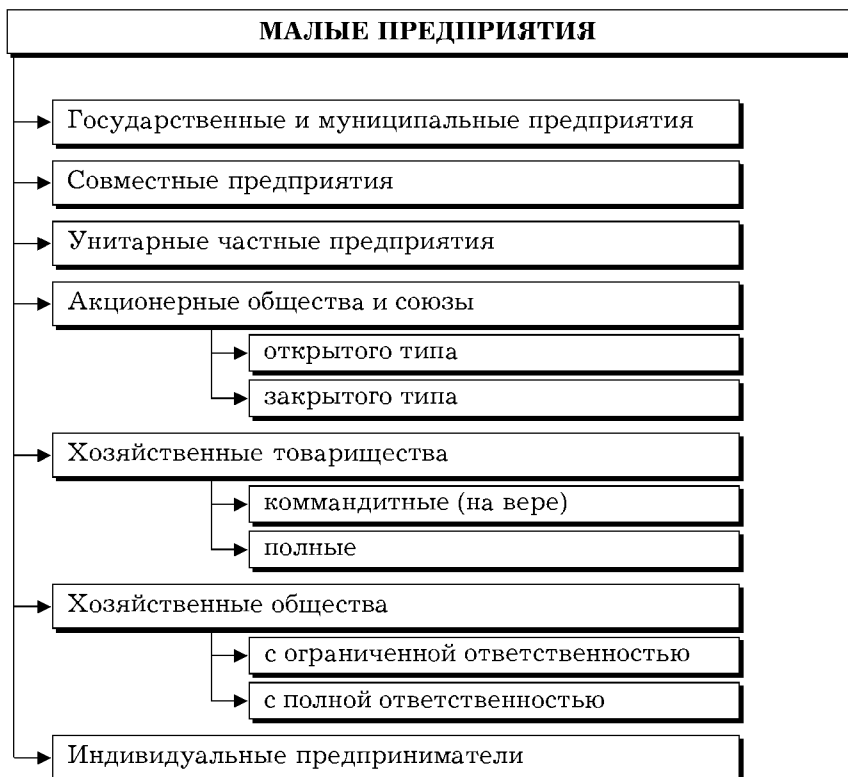 МАЛЫЕ ПРЕДПРИЯТИЯ
Государственные и муниципальные предприятия
Совместные предприятия
Унитарные частные предприятия
Акционерные общества и союзы
открытого типа
закрытого типа
Хозяйственные товарищества
коммандитные (на вере)
полные
Хозяйственные общества
с ограниченной ответственностью
с полной ответственностью
Индивидуальные предприниматели